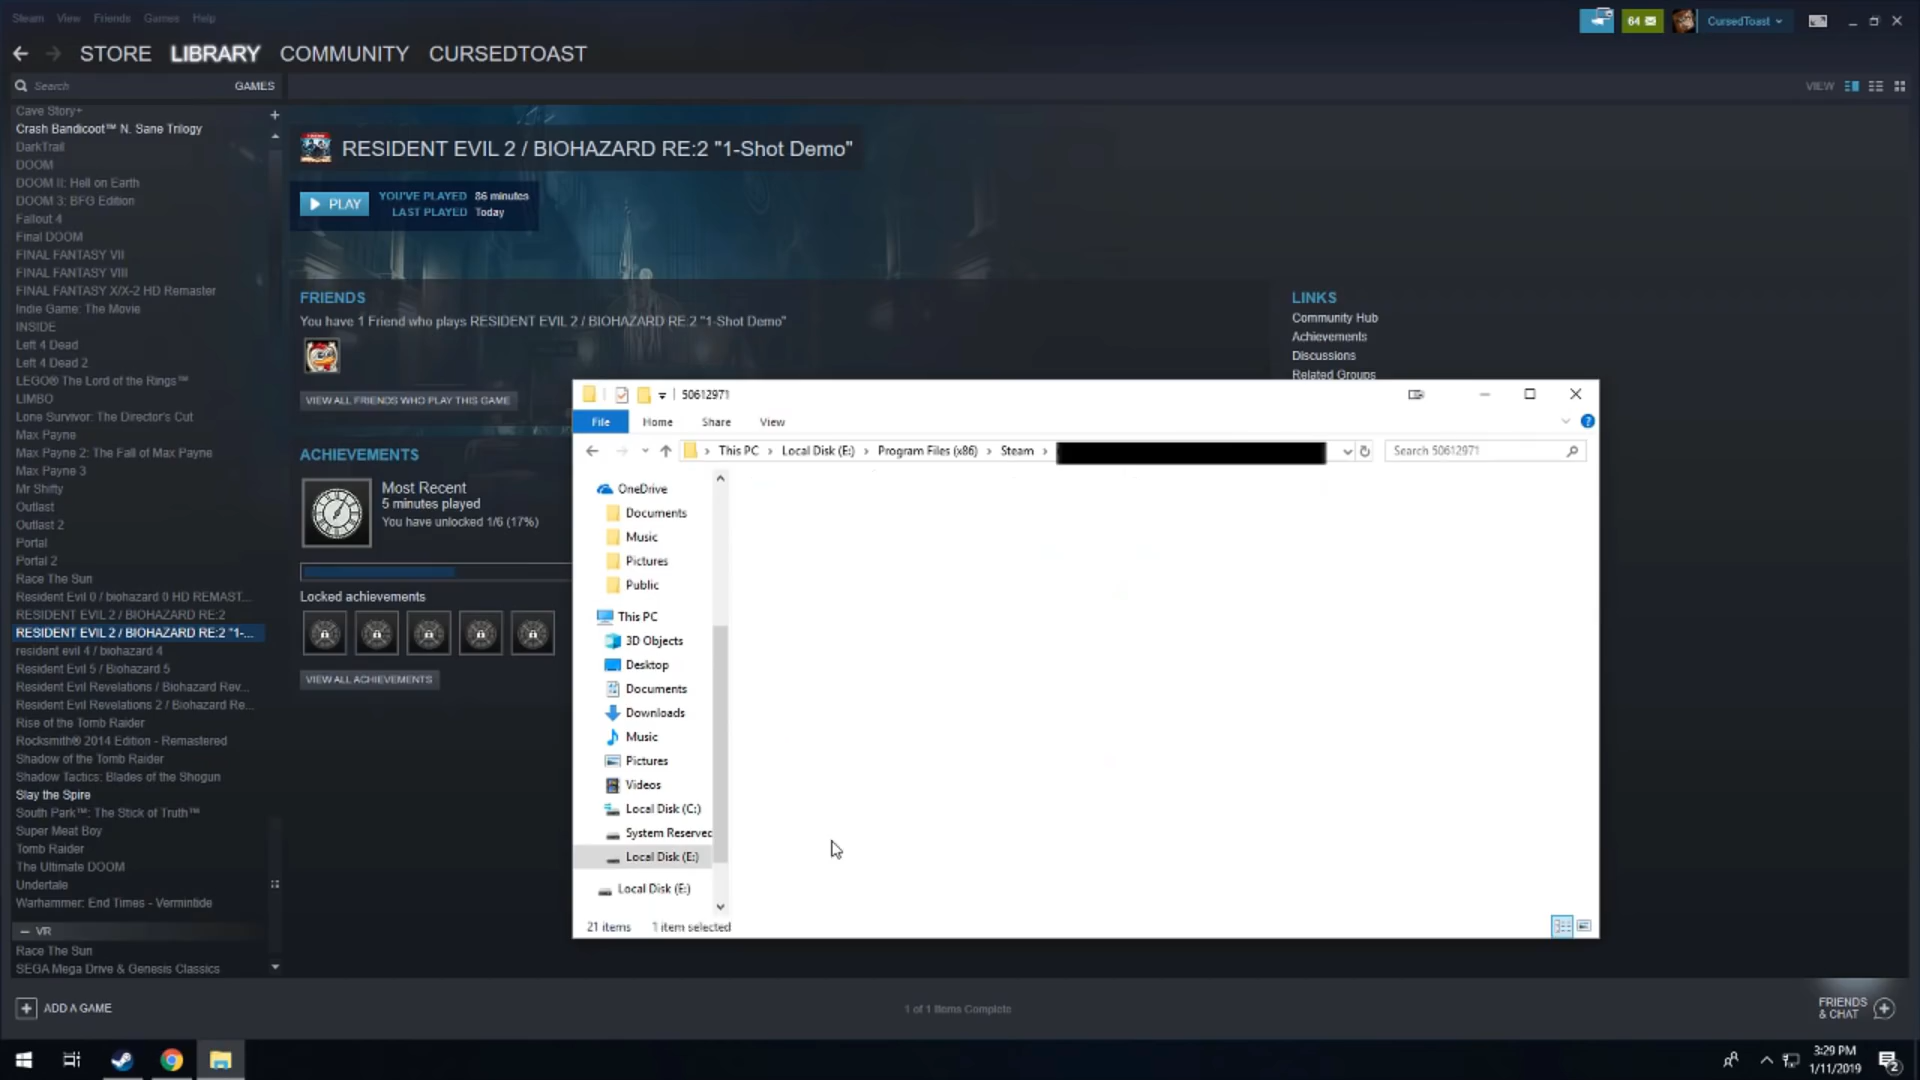 Steam View Friends Games Help
64
CursedToast
STORE LIBRARY COMMUNITY CURSEDTOAST
Search GAMES
VIEW
Cave Story+
Crash Bandicoot™ N. Sane Trilogy
DarkTrail
DOOM
DOOM II: Hell on Earth
DOOM 3: BFG Edition
Fallout 4
Final DOOM
FINAL FANTASY VII
FINAL FANTASY VIII
FINAL FANTASY X/X-2 HD Remaster
Indie Game: The Movie
INSIDE
Left 4 Dead
Left 4 Dead 2
LEGO® The Lord of the Rings™
LIMBO
Lone Survivor: The Director's Cut
Max Payne
Max Payne 2: The Fall of Max Payne
Max Payne 3
Mr Shifty
Outlast
Outlast 2
Portal
Portal 2
Race The Sun
Resident Evil 0 / biohazard 0 HD REMAST...
RESIDENT EVIL 2 / BIOHAZARD RE:2
RESIDENT EVIL 2 / BIOHAZARD RE:2 "1-...
resident evil 4 / biohazard 4
Resident Evil 5 / Biohazard 5
Resident Evil Revelations / Biohazard Rev...
Resident Evil Revelations 2 / Biohazard Re...
Rise of the Tomb Raider
Rocksmith® 2014 Edition - Remastered
Shadow of the Tomb Raider
Shadow Tactics: Blades of the Shogun
Slay the Spire
South Park™: The Stick of Truth™
Super Meat Boy
Tomb Raider
The Ultimate DOOM
Undertale
Warhammer: End Times - Vermintide
VR
Race The Sun
SEGA Mega Drive & Genesis Classics
ADD A GAME
RESIDENT EVIL 2 / BIOHAZARD RE:2 "1-Shot Demo"
PLAY
YOU'VE PLAYED 86 minutes
LAST PLAYED Today
FRIENDS
You have 1 Friend who plays RESIDENT EVIL 2 / BIOHAZARD RE:2 "1-Shot Demo"
VIEW ALL FRIENDS WHO PLAY THIS GAME
ACHIEVEMENTS
Most Recent
5 minutes played
You have unlocked 1/6 (17%)
Locked achievements
VIEW ALL ACHIEVEMENTS
LINKS
Community Hub
Achievements
Discussions
Related Groups
50612971
File Home Share View
This PC Local Disk (E:) Program Files (x86) Steam
Search 50612971
OneDrive
Documents
Music
Pictures
Public
This PC
3D Objects
Desktop
Documents
Downloads
Music
Pictures
Videos
Local Disk (C:)
System Reserved
Local Disk (E:)
Local Disk (E:)
21 items 1 item selected
1 of 1 Items Complete
FRIENDS
& CHAT
3:29 PM
1/11/2019
2